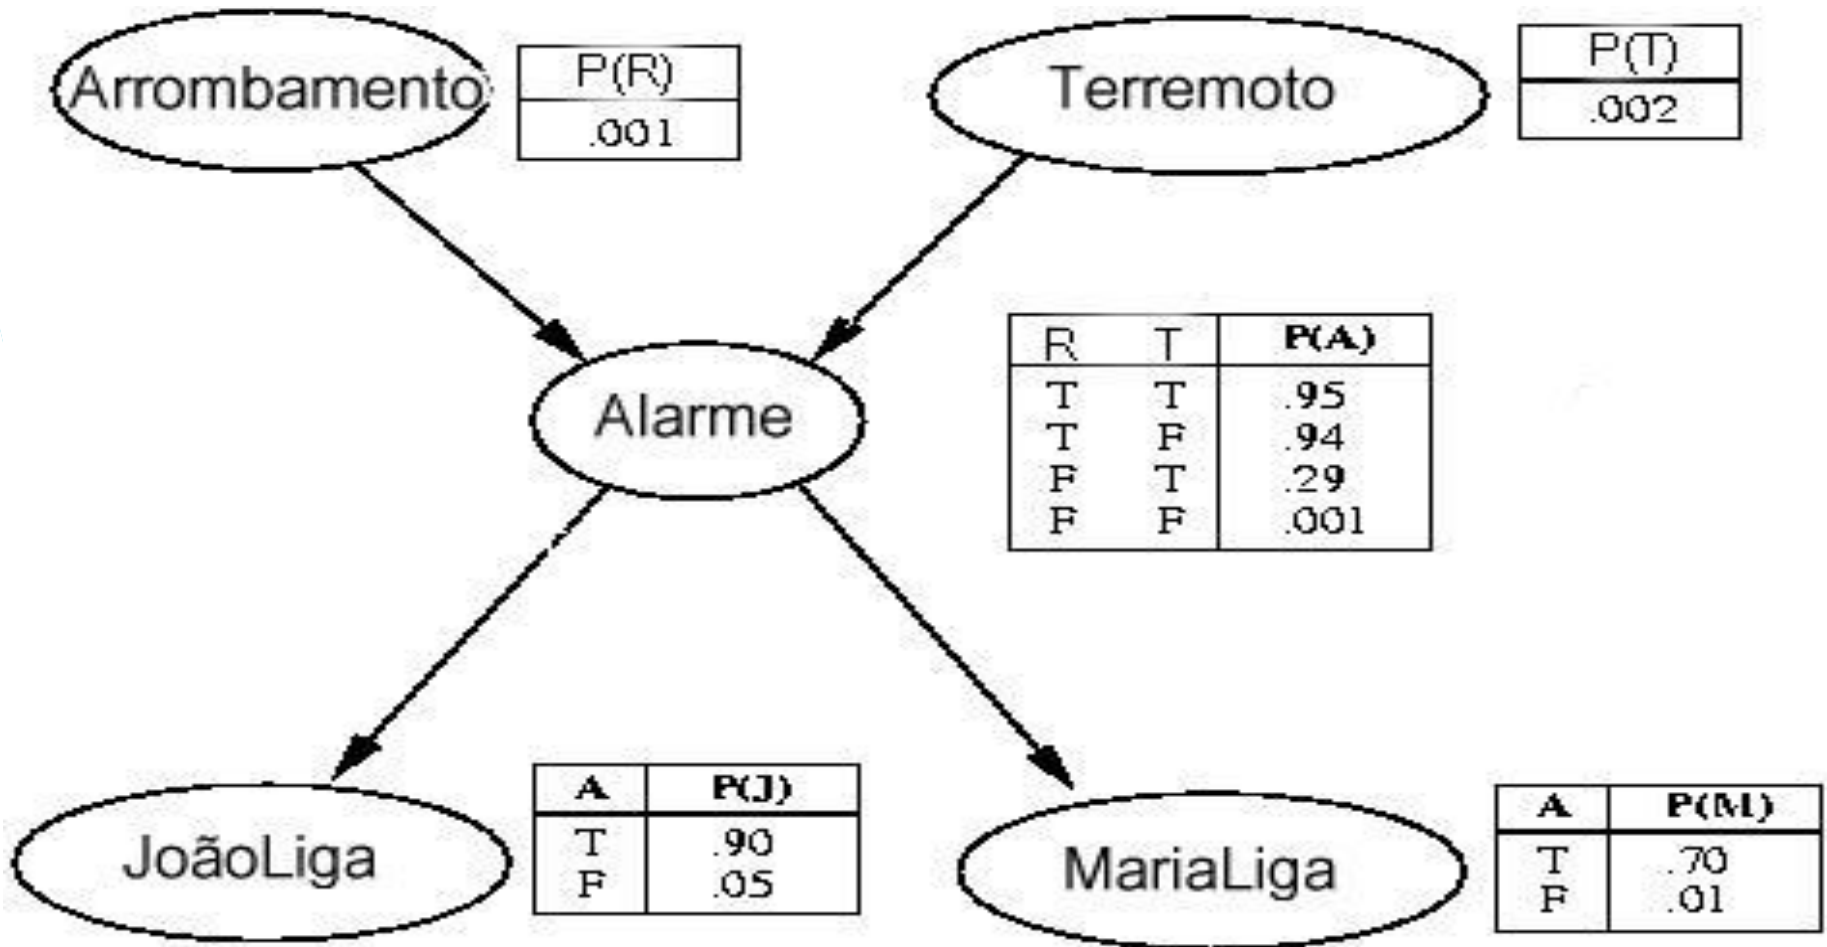 Arrombamento
P(R)
.001
Terremoto
P(T)
.002
Alarme
R T P(A)
T T .95
T F .94
F T .29
F F .001
JoãoLiga
A P(J)
T .90
F .05
MariaLiga
A P(M)
T .70
F .01